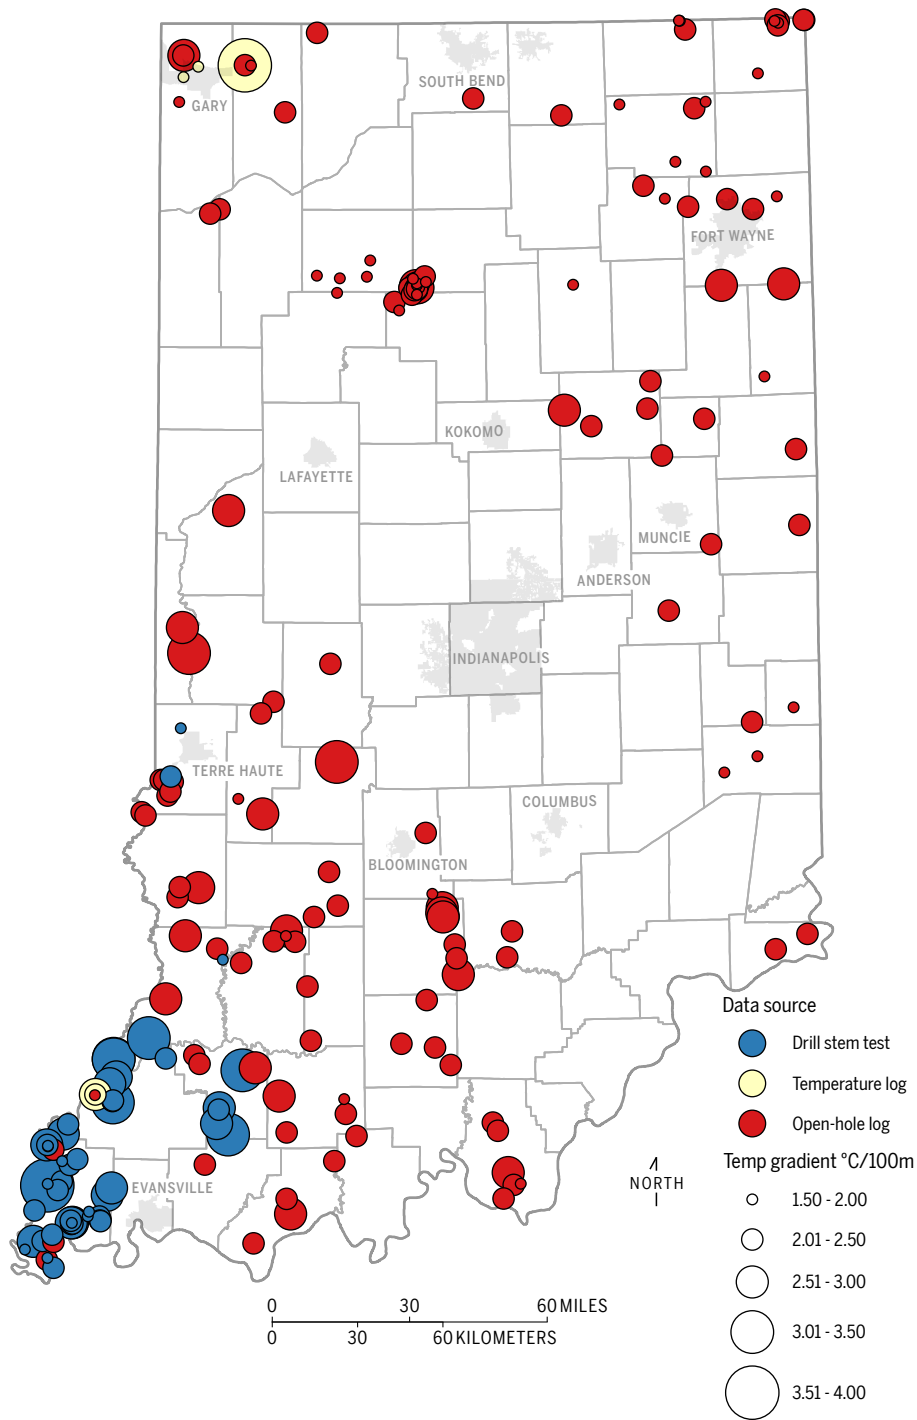 SOUTH BEND
GARY
FORT WAYNE
KOKOMO
LAFAYETTE
MUNCIE
ANDERSON
INDIANAPOLIS
TERRE HAUTE
COLUMBUS
BLOOMINGTON
EVANSVILLE
Data source
Drill stem test
Temperature log
Open-hole log
Temp gradient °C/100m
1.50 - 2.00
2.01 - 2.50
2.51 - 3.00
3.01 - 3.50
3.51 - 4.00
NORTH
0 30 60 MILES
0 30 60 KILOMETERS